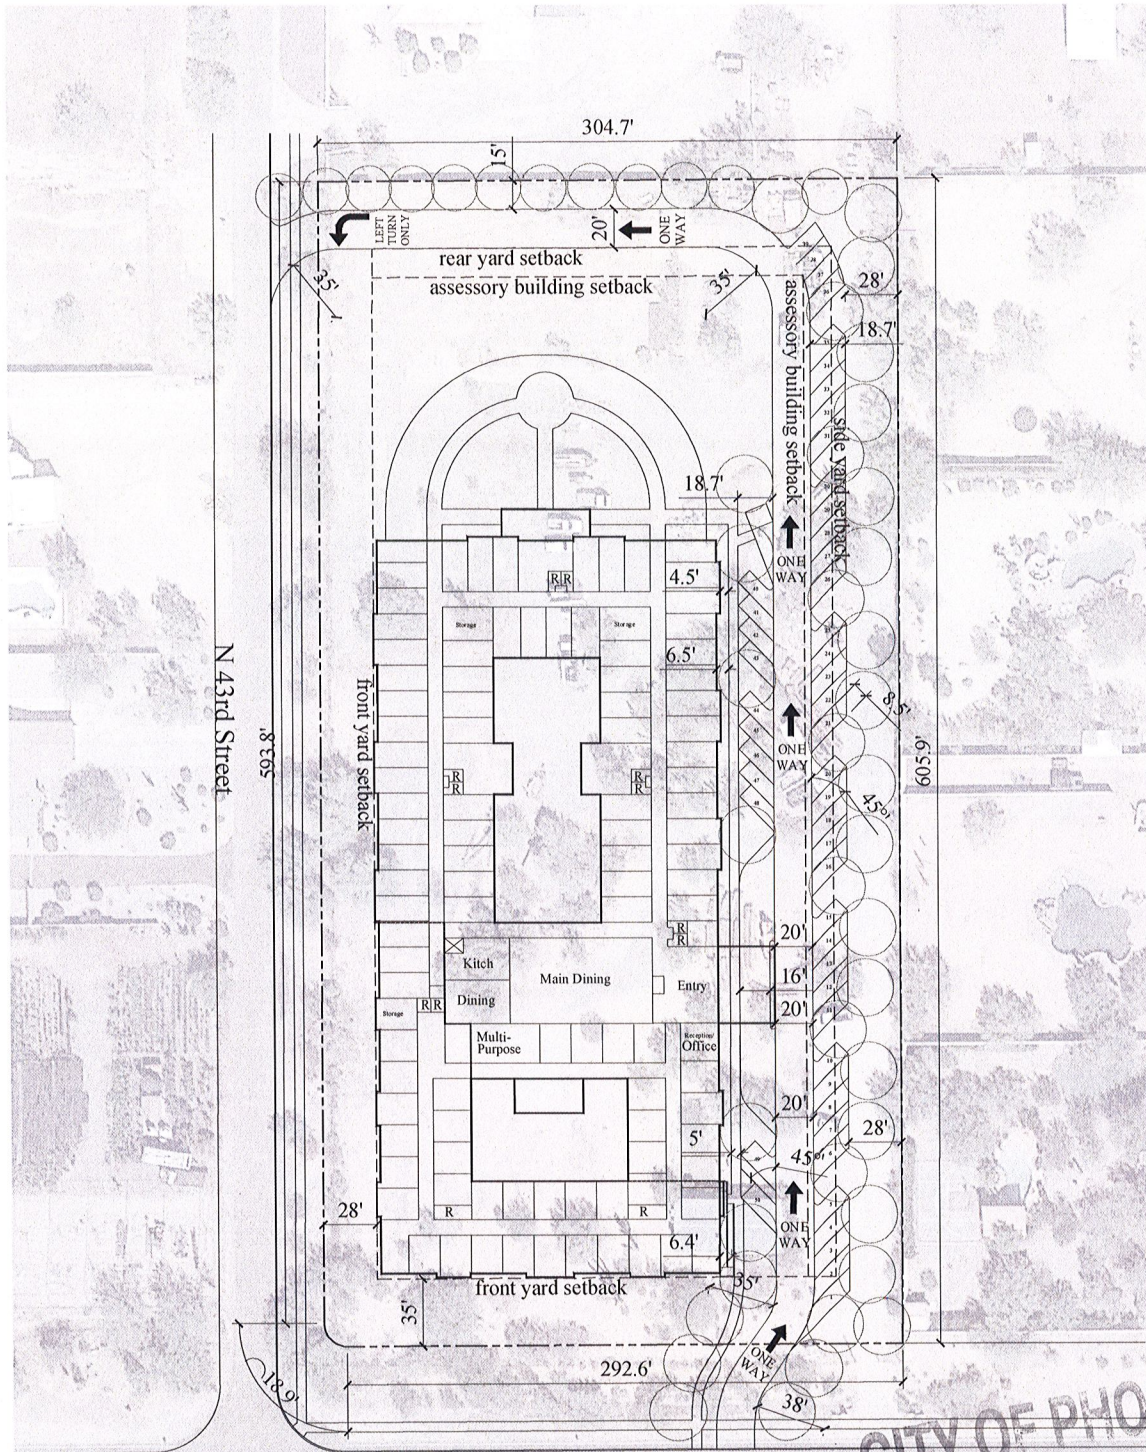 304.7'
15'
LEFT
TURN
ONLY
20'
ONE
WAY
rear yard setback
assessory building setback
35'
35'
28'
18.7'
assessory building setback
side yard setback
18.7'
ONE
WAY
4.5'
R R
Storage
Storage
6.5'
N 43rd Street
593.8'
front yard setback
8.5'
605.9'
ONE
WAY
R
R
R
R
45°
20'
R
R
Kitch
Main Dining
Entry
16'
Dining
R R
Storage
20'
Multi-
Purpose
Reception/
Office
20'
5'
45°
28'
28'
R
R
ONE
WAY
6.4'
front yard setback
35'
35'
ONE
WAY
292.6'
18.9'
38'
CITY OF PHO